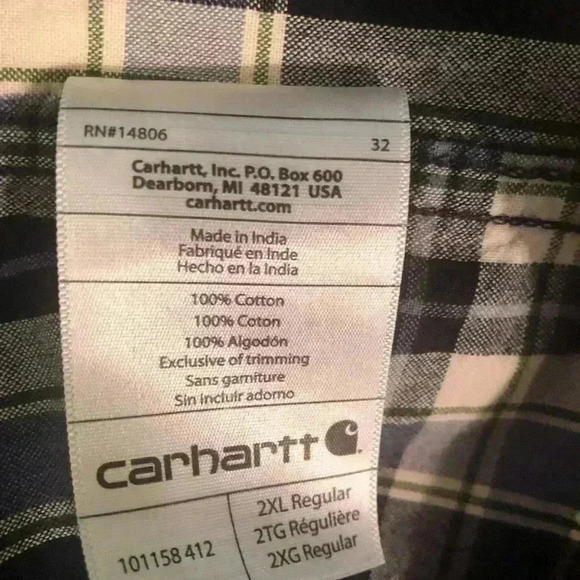 RN#14806
32
Carhartt, Inc. P.O. Box 600
Dearborn, MI 48121 USA
carhartt.com
Made in India
Fabriqué en Inde
Hecho en la India
100% Cotton
100% Coton
100% Algodón
Exclusive of trimming
Sans garniture
Sin incluir adorno
carhartt
101158 412
2XL Regular
2TG Régulière
2XG Regular